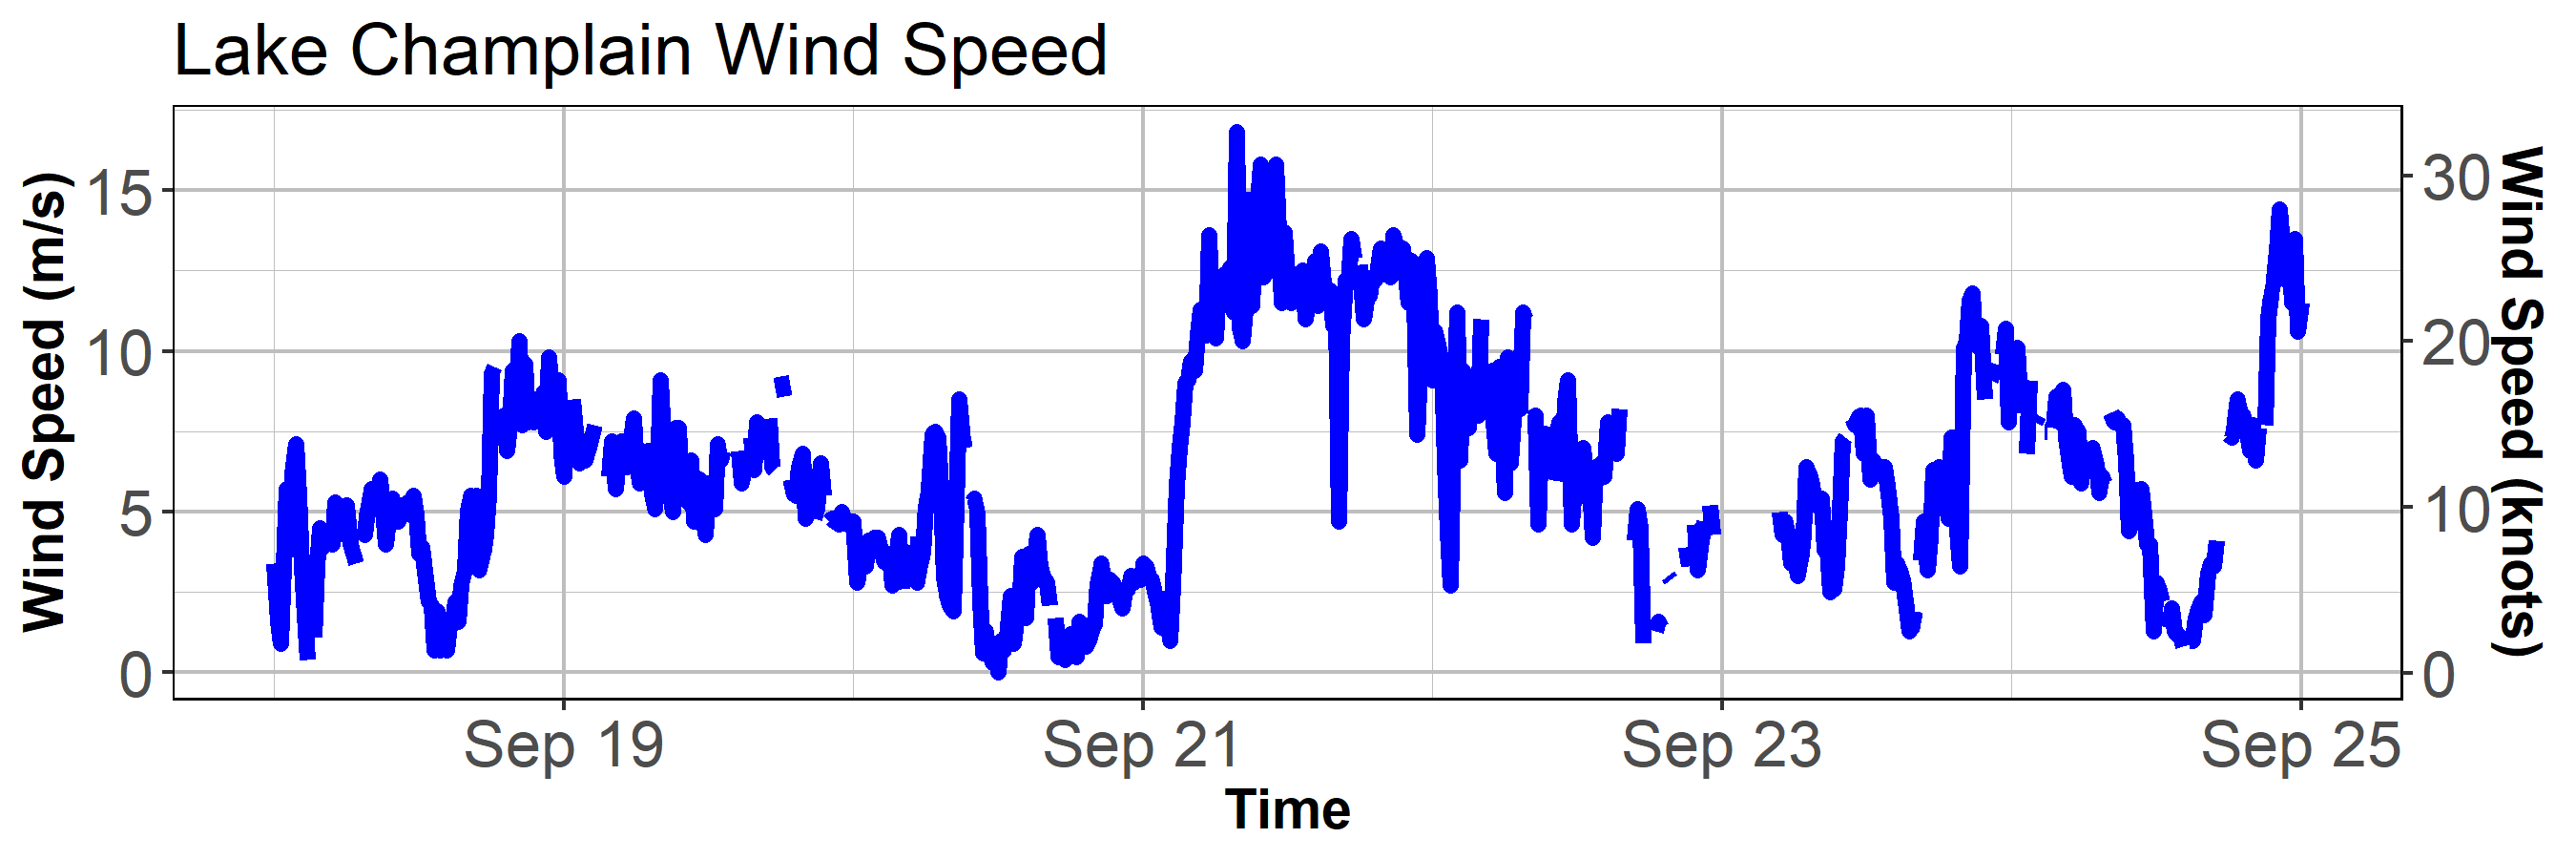 Lake Champlain Wind Speed
Wind Speed (m/s)
15
10
5
0
30
20
10
0
Wind Speed (knots)
Sep 19
Sep 21
Sep 23
Sep 25
Time